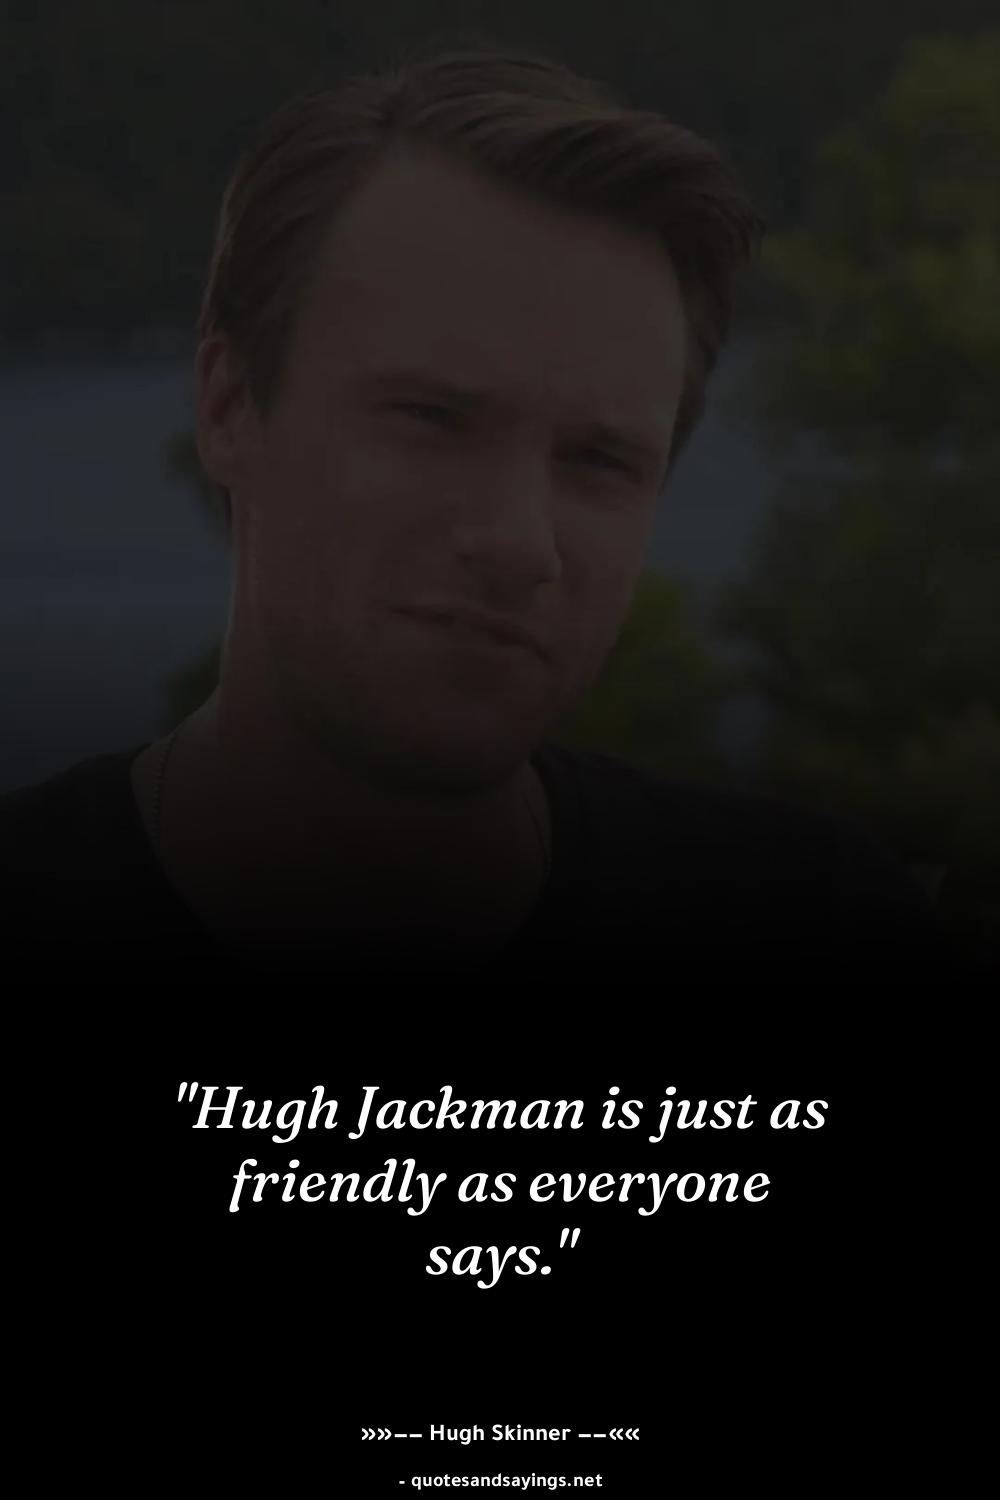 "Hugh Jackman is just as
friendly as everyone
says."
»»−− Hugh Skinner −−««
- quotesandsayings.net